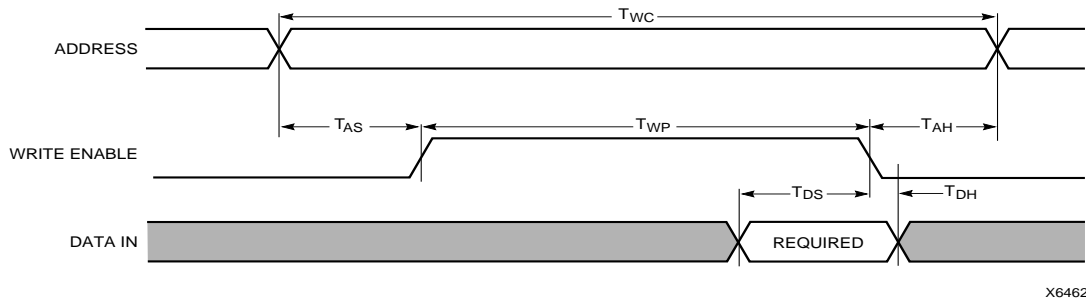 TWC
ADDRESS
TAS TWP TAH
WRITE ENABLE
TDS TDH
DATA IN REQUIRED
X6462